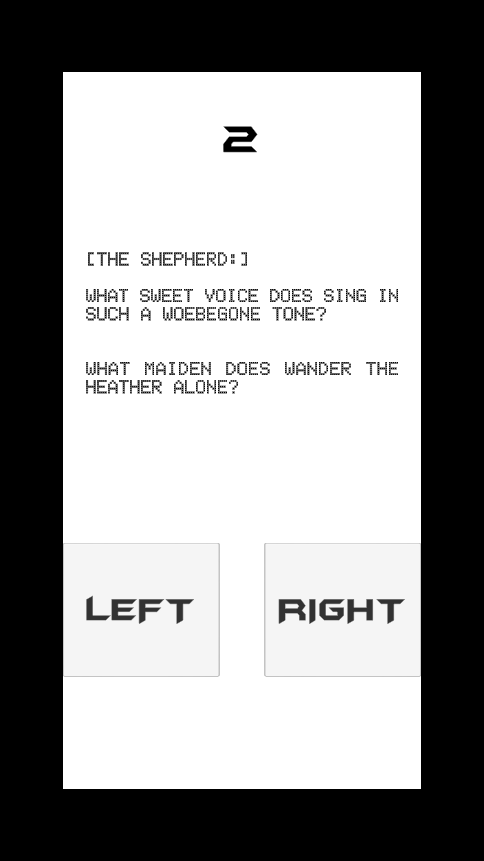 2
[THE SHEPHERD:]
WHAT SWEET VOICE DOES SING IN
SUCH A WOEBEGONE TONE?
WHAT MAIDEN DOES WANDER THE
HEATHER ALONE?
LEFT
RIGHT